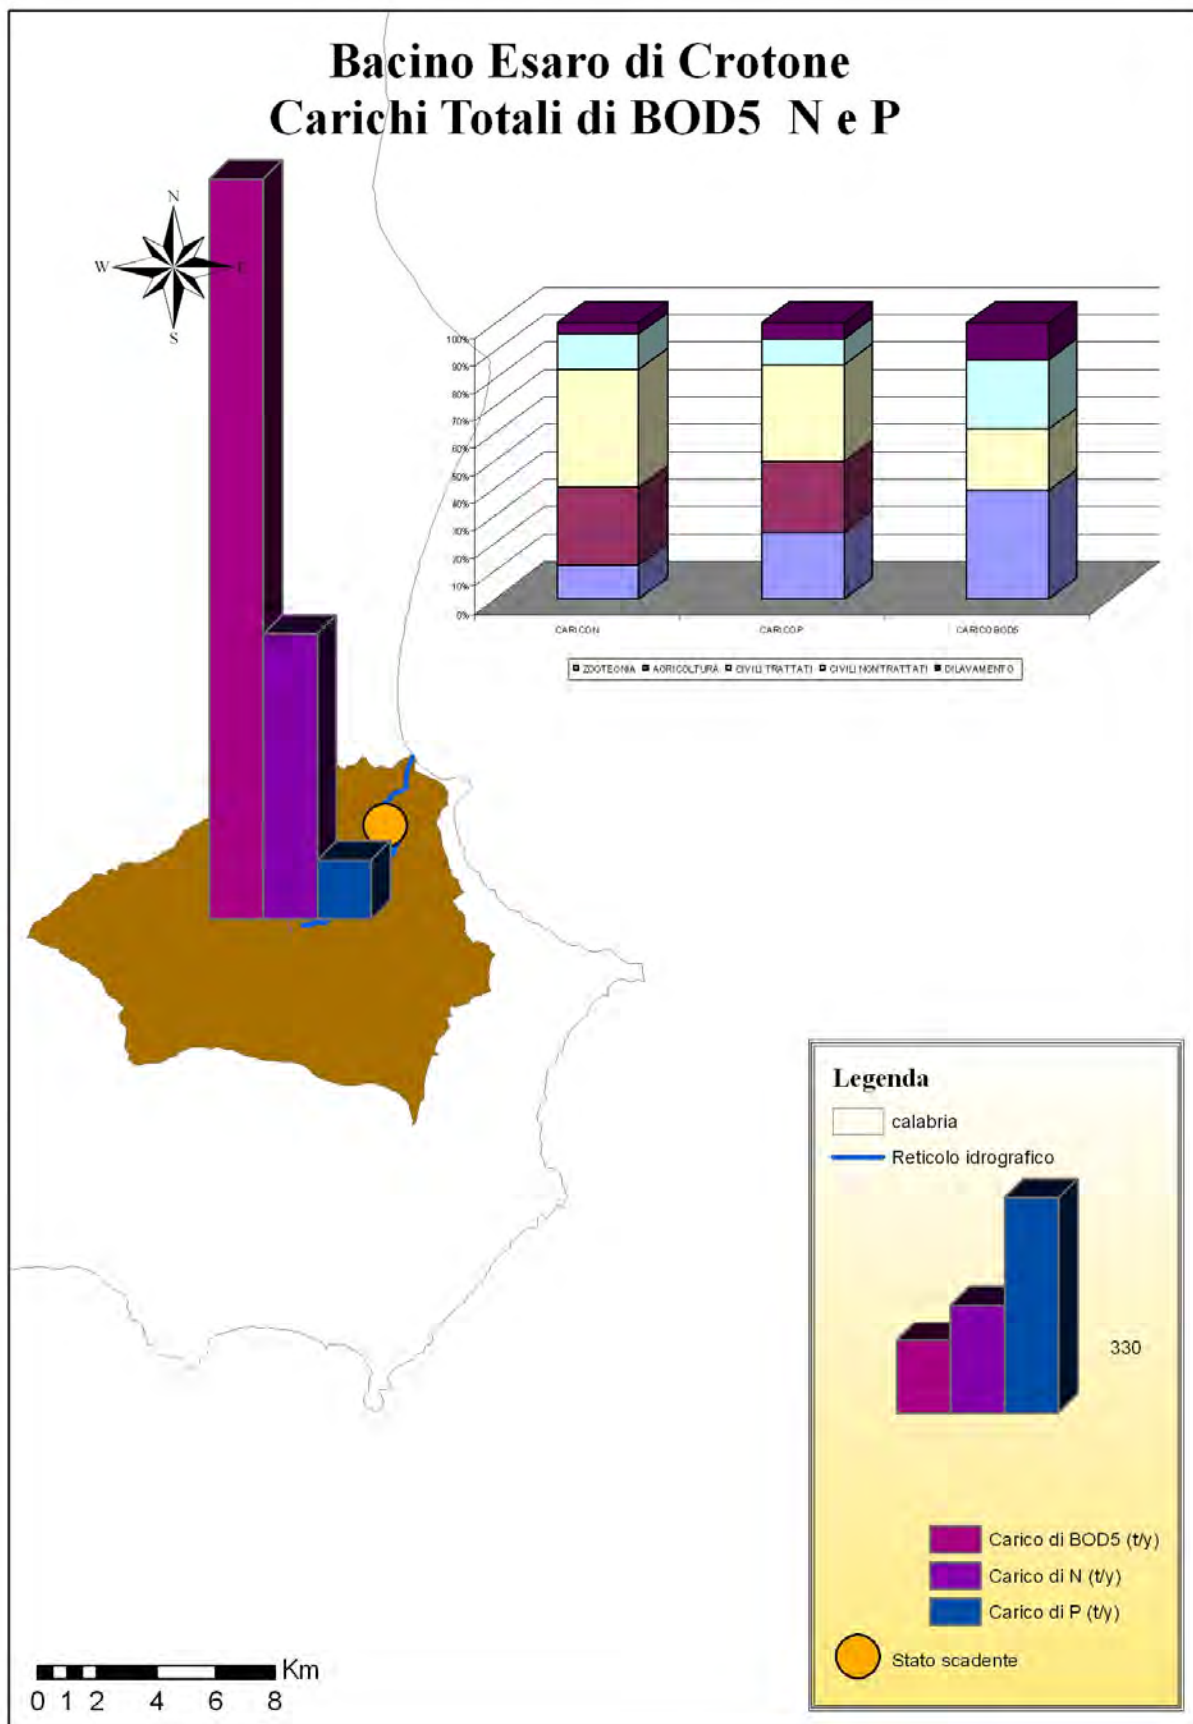 Bacino Esaro di Crotone
Carichi Totali di BOD5 N e P
N
W E
S
100%
90%
80%
70%
60%
50%
40%
30%
20%
10%
0%
CARICO N CARICO P CARICO BOD5
ZOOTECNIA AGRICOLTURA CIVILI TRATTATI CIVILI NON TRATTATI DILAVAMENTO
Legenda
calabria
Reticolo idrografico
330
Carico di BOD5 (t/y)
Carico di N (t/y)
Carico di P (t/y)
Stato scadente
Km
0 1 2 4 6 8